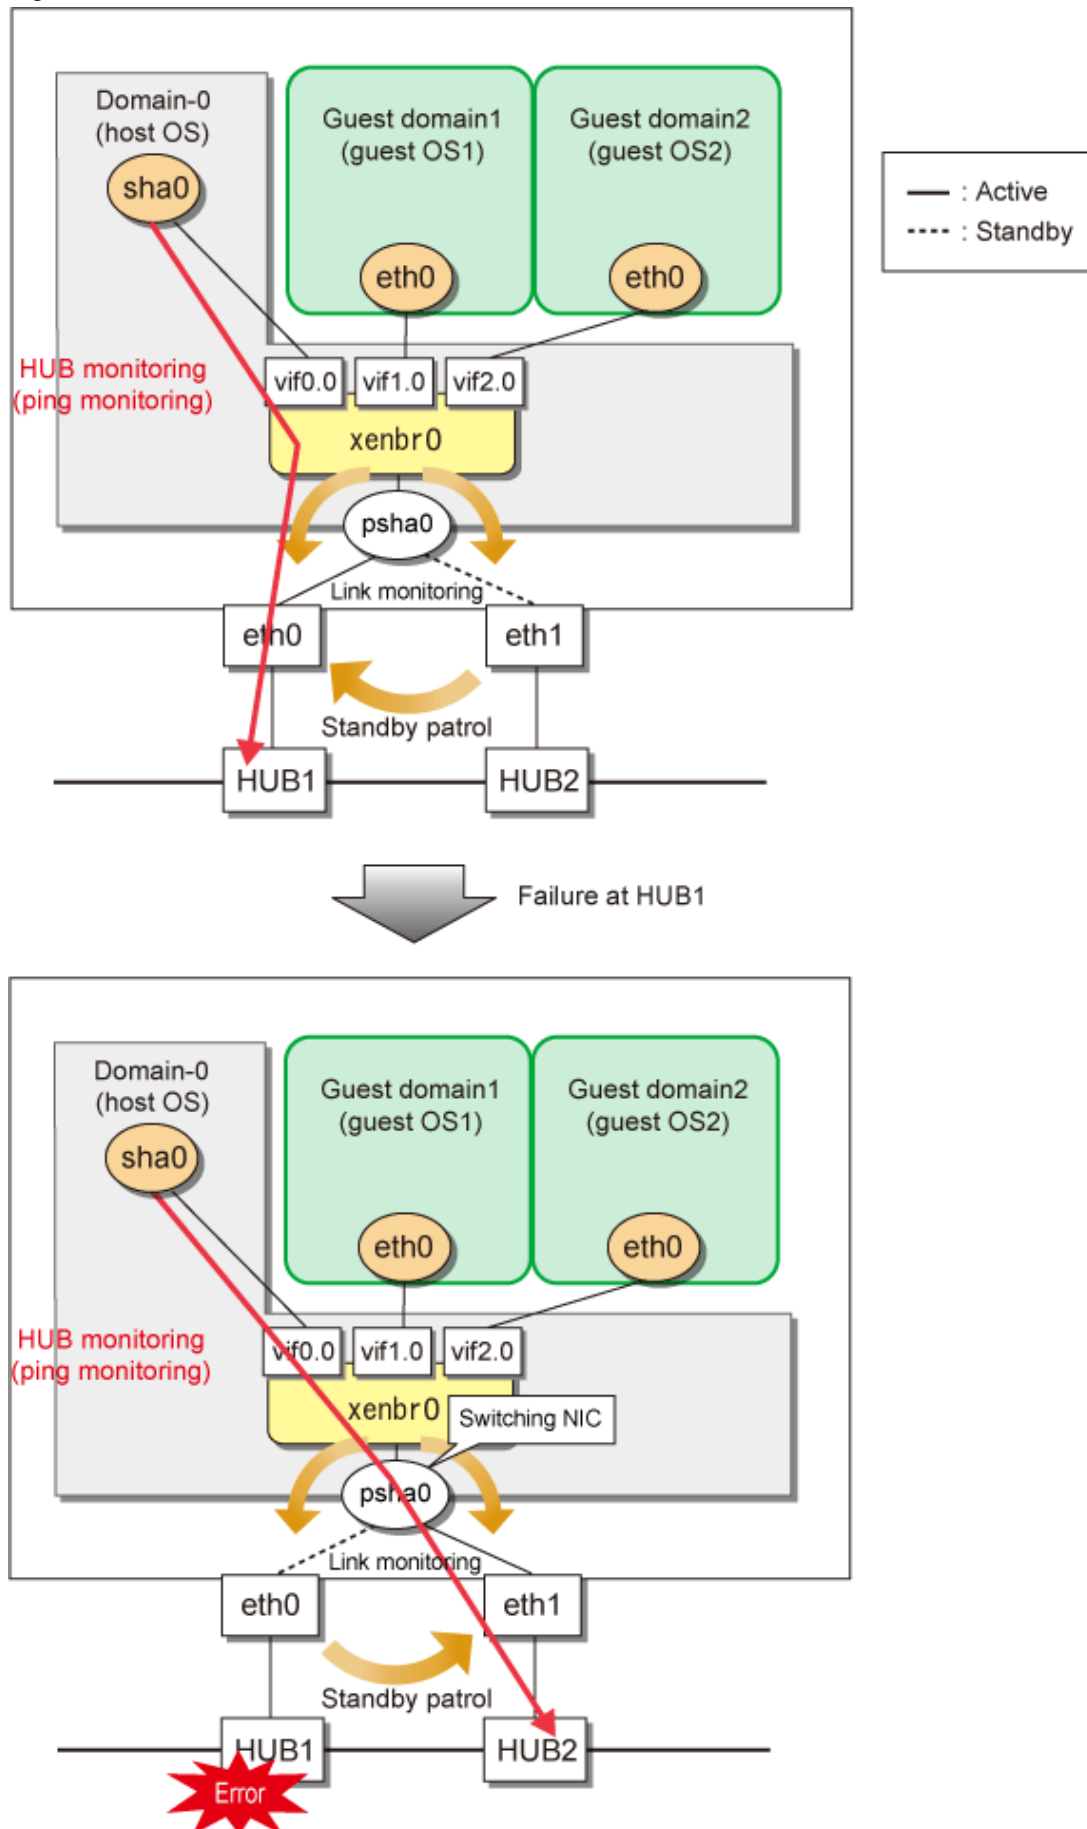 Domain-0
(host OS)
sha0
Guest domain1
(guest OS1)
Guest domain2
(guest OS2)
: Active
: Standby
eth0
eth0
HUB monitoring
(ping monitoring)
vif0.0
vif1.0
vif2.0
xenbr0
psha0
Link monitoring
eth0
eth1
Standby patrol
HUB1
HUB2
Failure at HUB1
Domain-0
(host OS)
sha0
Guest domain1
(guest OS1)
Guest domain2
(guest OS2)
eth0
eth0
HUB monitoring
(ping monitoring)
vif0.0
vif1.0
vif2.0
xenbr0
Switching NIC
psha0
Link monitoring
eth0
eth1
Standby patrol
HUB1
HUB2
Error